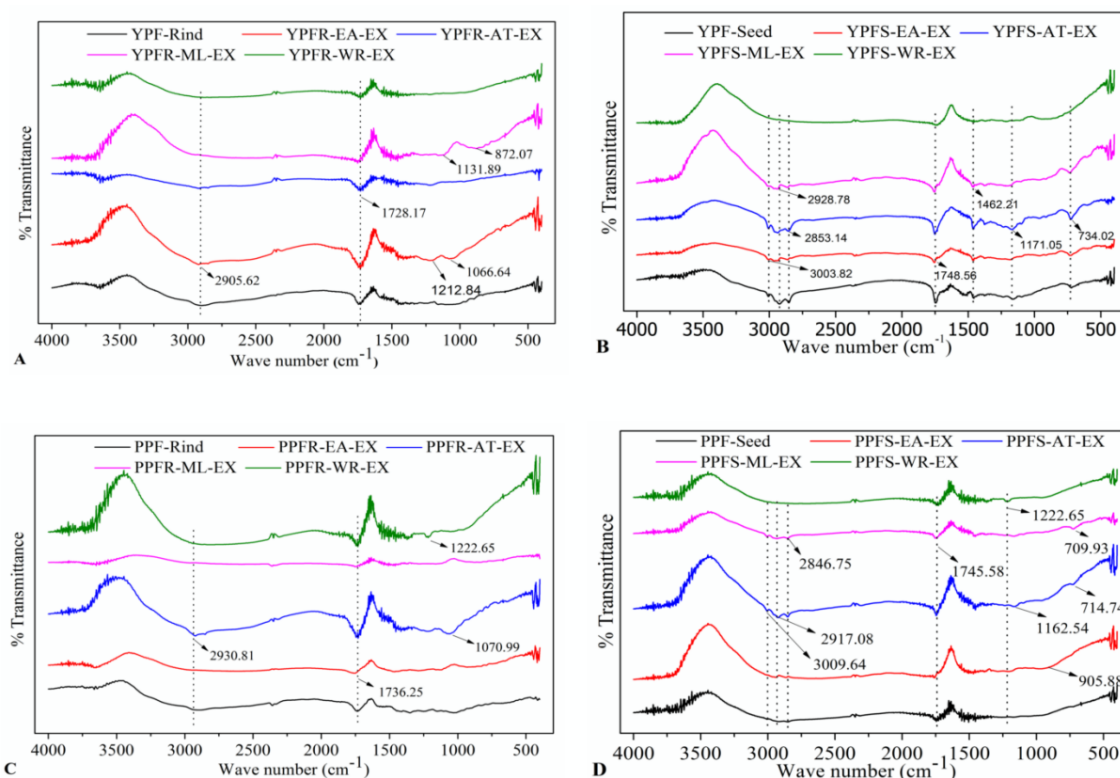 YPF-Rind YPFR-EA-EX YPFR-AT-EX
YPFR-ML-EX YPFR-WR-EX
% Transmittance
872.07
1131.89
1728.17
2905.62
1066.64
1212.84
4000 3500 3000 2500 2000 1500 1000 500
Wave number (cm-1)
A
YPF-Seed YPFS-EA-EX YPFS-AT-EX
YPFS-ML-EX YPFS-WR-EX
% Transmittance
2928.78
1462.21
2853.14
1171.05
734.02
3003.82
1748.56
4000 3500 3000 2500 2000 1500 1000 500
Wave number (cm-1)
B
PPF-Rind PPFR-EA-EX PPFR-AT-EX
PPFR-ML-EX PPFR-WR-EX
% Transmittance
1222.65
2930.81
1070.99
1736.25
4000 3500 3000 2500 2000 1500 1000 500
Wave number (cm-1)
C
PPF-Seed PPFS-EA-EX PPFS-AT-EX
PPFS-ML-EX PPFS-WR-EX
% Transmittance
1222.65
2846.75
1745.58
709.93
714.74
2917.08
1162.54
3009.64
905.88
4000 3500 3000 2500 2000 1500 1000 500
Wave number (cm-1)
D